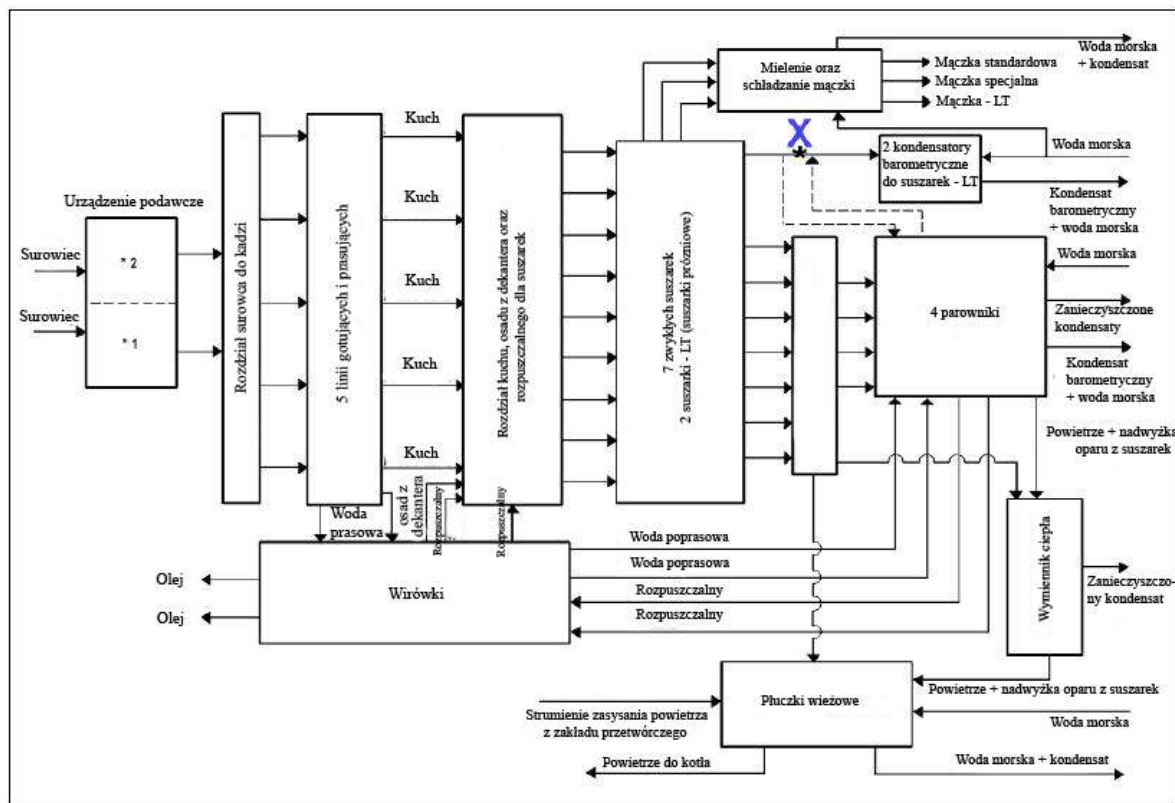 Woda morska
+ kondensat
Mielenie oraz
schładzanie mączki
Mączka standardowa
Mączka specjalna
Mączka - LT
X
*
2 kondensatory
barometryczne
do suszarek - LT
Woda morska
Kondensat
barometryczny
+ woda morska
Urządzenie podawcze
Surowiec
* 2
Surowiec
* 1
Rozdział surowca do kadzi
5 linii gotujących i prasujących
Kuch
Kuch
Kuch
Kuch
Kuch
Rozdział kuchu, osadu z dekantera oraz
rozpuszczalnego dla suszarek
7 zwykłych suszarek
2 suszarki - LT (suszarki próżniowe)
4 parowniki
Woda morska
Zanieczyszczone
kondensaty
Kondensat
barometryczny
+ woda morska
Powietrze + nadwyżka
oparu z suszarek
Woda
prasowa
osad z
dekantera
Rozpuszczalny
Rozpuszczalny
Wirówki
Olej
Olej
Woda poprasowa
Woda poprasowa
Rozpuszczalny
Rozpuszczalny
Wymiennik ciepła
Zanieczyszczo-
ny kondensat
Płuczki wieżowe
Powietrze + nadwyżka oparu z suszarek
Woda morska
Strumienie zasysania powietrza
z zakładu przetwórczego
Powietrze do kotła
Woda morska + kondensat